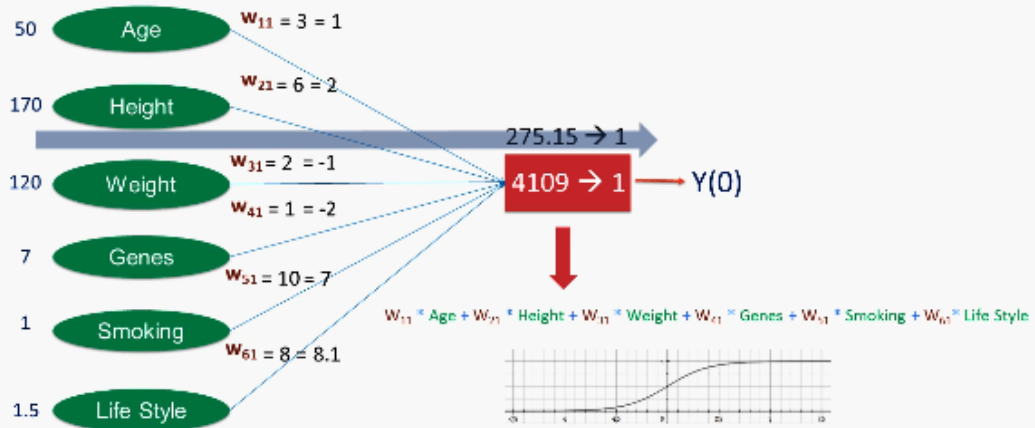 50
Age
w11 = 3 = 1
170
Height
w21 = 6 = 2
275.15 → 1
120
Weight
w31 = 2 = -1
4109 → 1
Y(0)
w41 = 1 = -2
7
Genes
w51 = 10 = 7
W11 * Age + W21 * Height + W31 * Weight + W41 * Genes + W51 * Smoking + W61* Life Style
1
Smoking
w61 = 8 = 8.1
1.5
Life Style